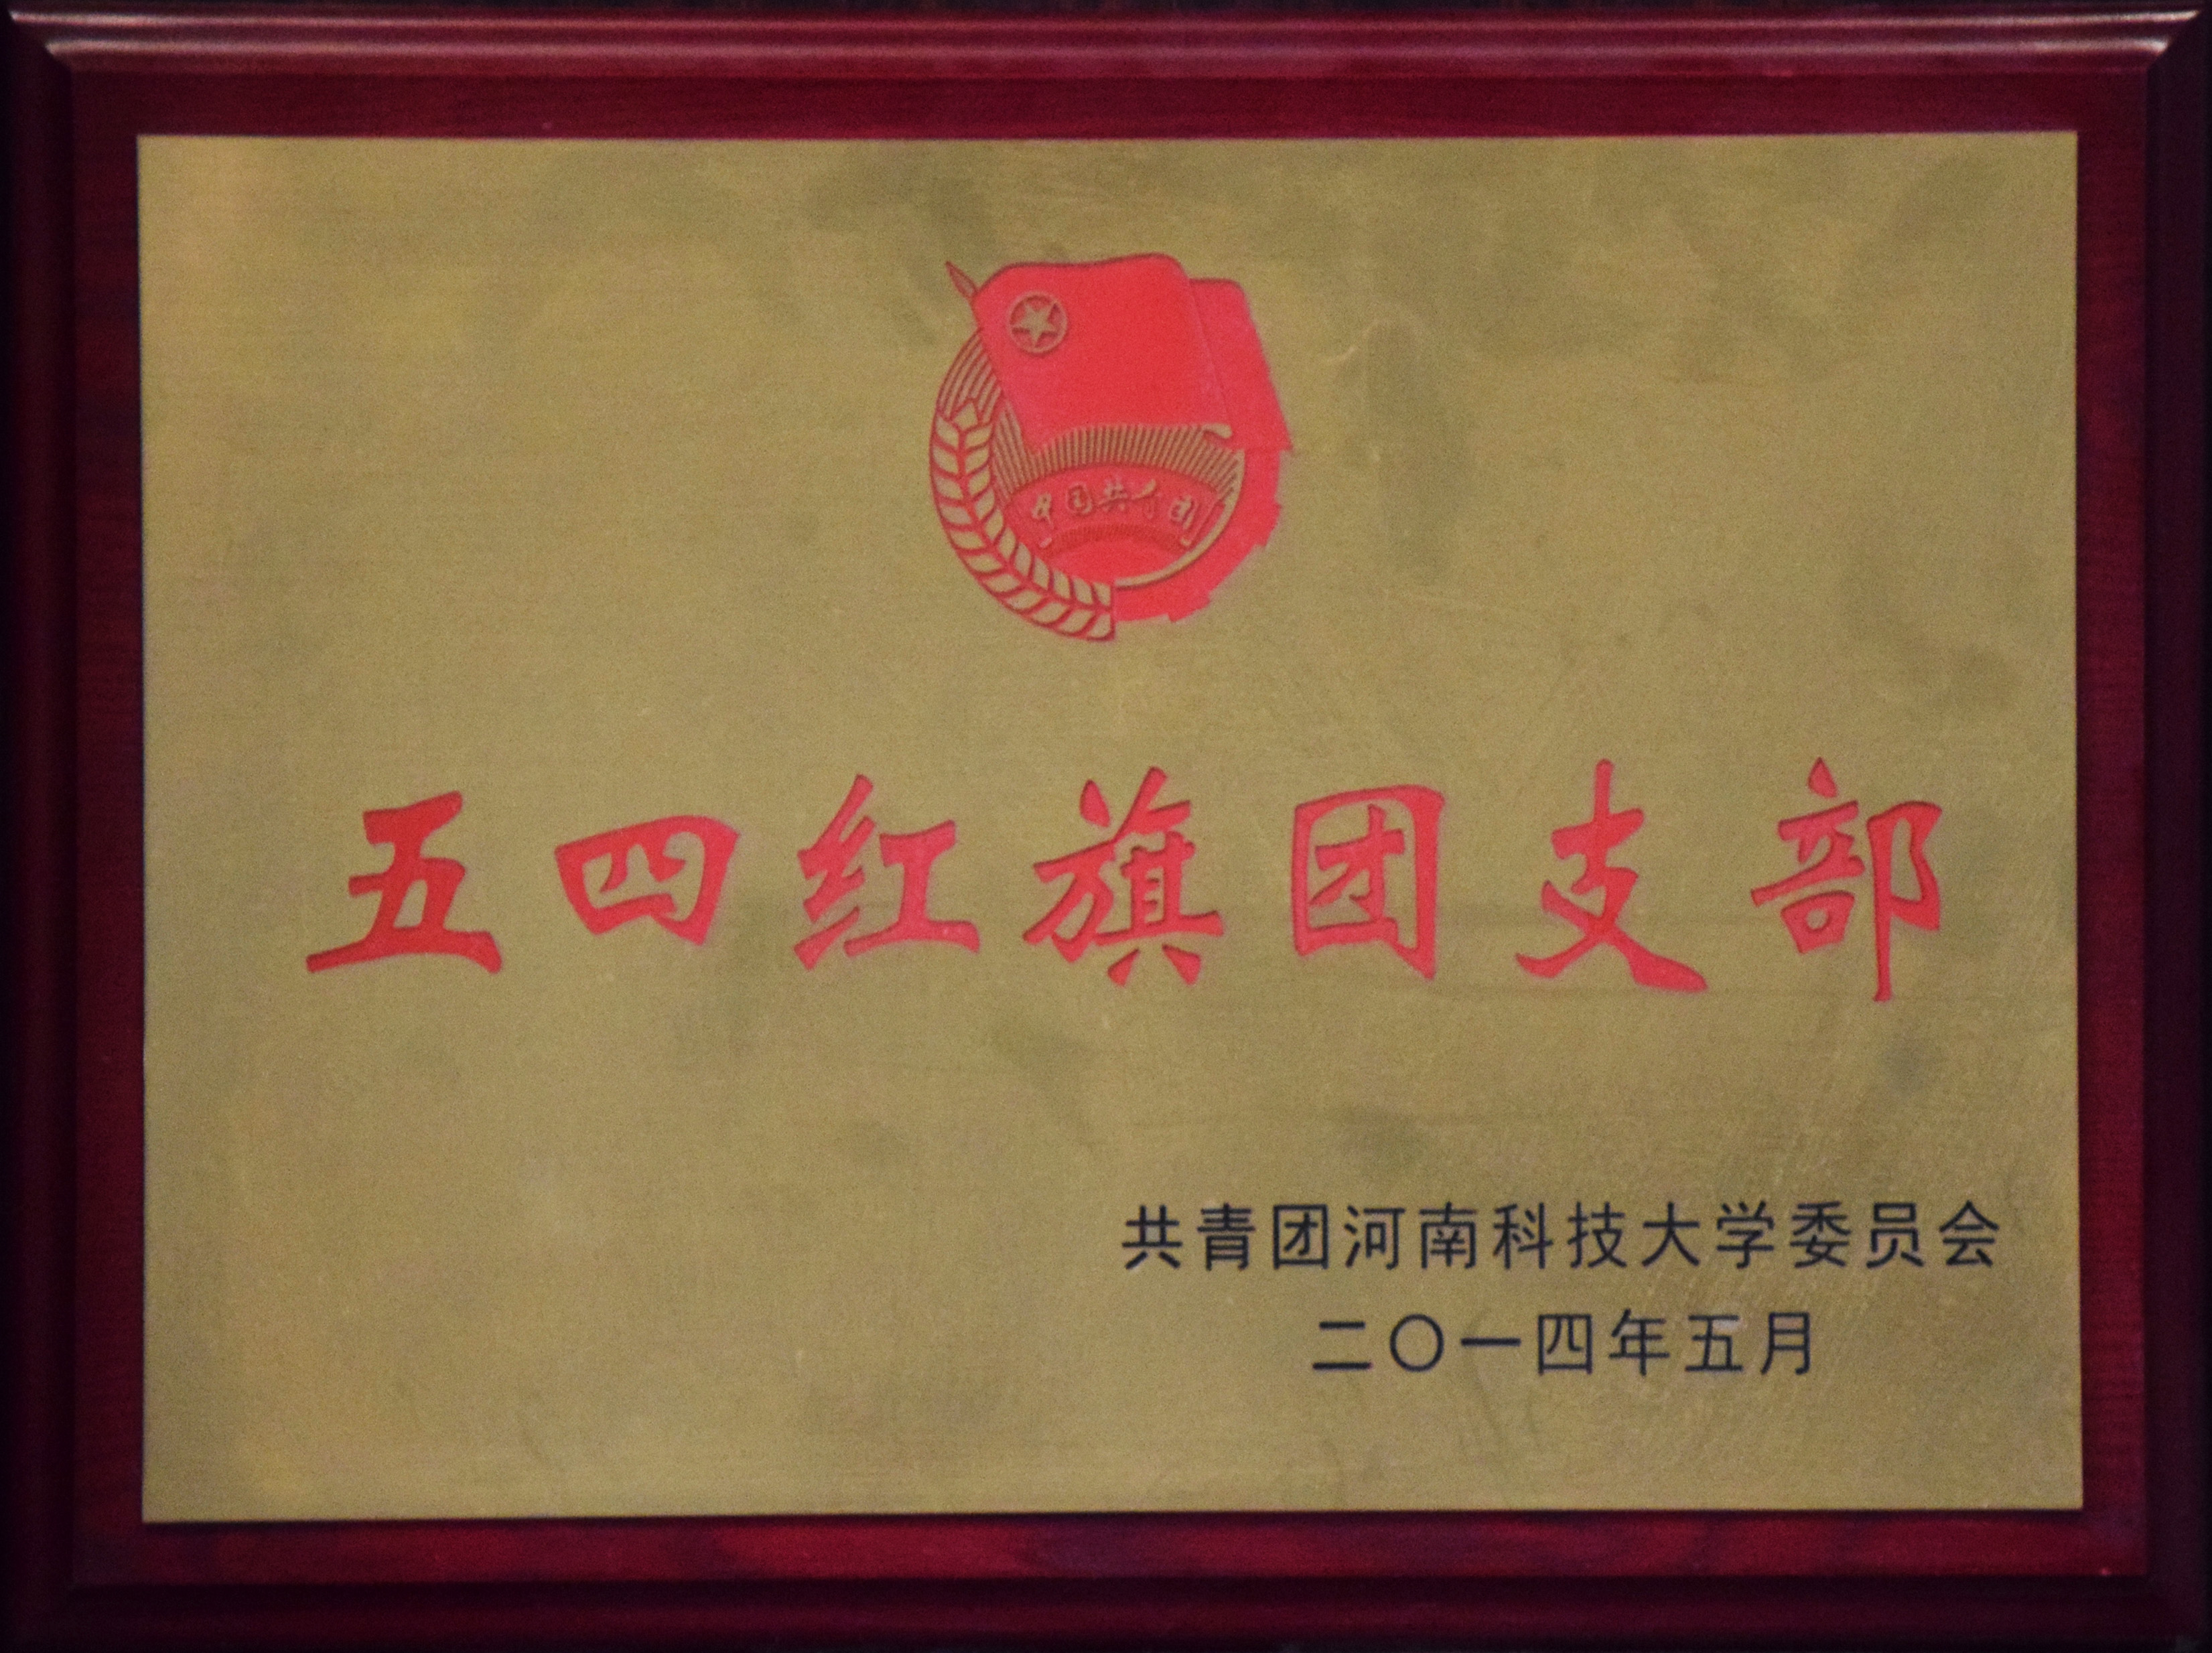 中国共青团
五四红旗团支部
共青团河南科技大学委员会
二〇一四年五月